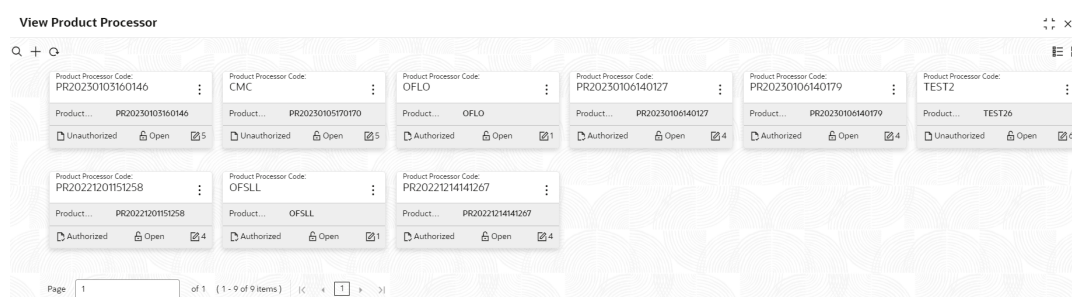 View Product Processor
Product Processor Code: Product Processor Code: Product Processor Code: Product Processor Code: Product Processor Code: Product Processor Code:
PR20230103160146 CMC OFLO PR20230106140127 PR20230106140179 TEST2
Product... PR20230103160146 Product... PR20230105170170 Product... OFLO Product... PR20230106140127 Product... PR20230106140179 Product... TEST26
Unauthorized Open 5 Unauthorized Open 5 Authorized Open 1 Authorized Open 4 Authorized Open 4 Unauthorized Open 6
Product Processor Code: Product Processor Code: Product Processor Code:
PR20221201151258 OFSLL PR20221214141267
Product... PR20221201151258 Product... OFSLL Product... PR20221214141267
Authorized Open 4 Authorized Open 1 Authorized Open 4
Page 1 of 1 (1 - 9 of 9 items) 1